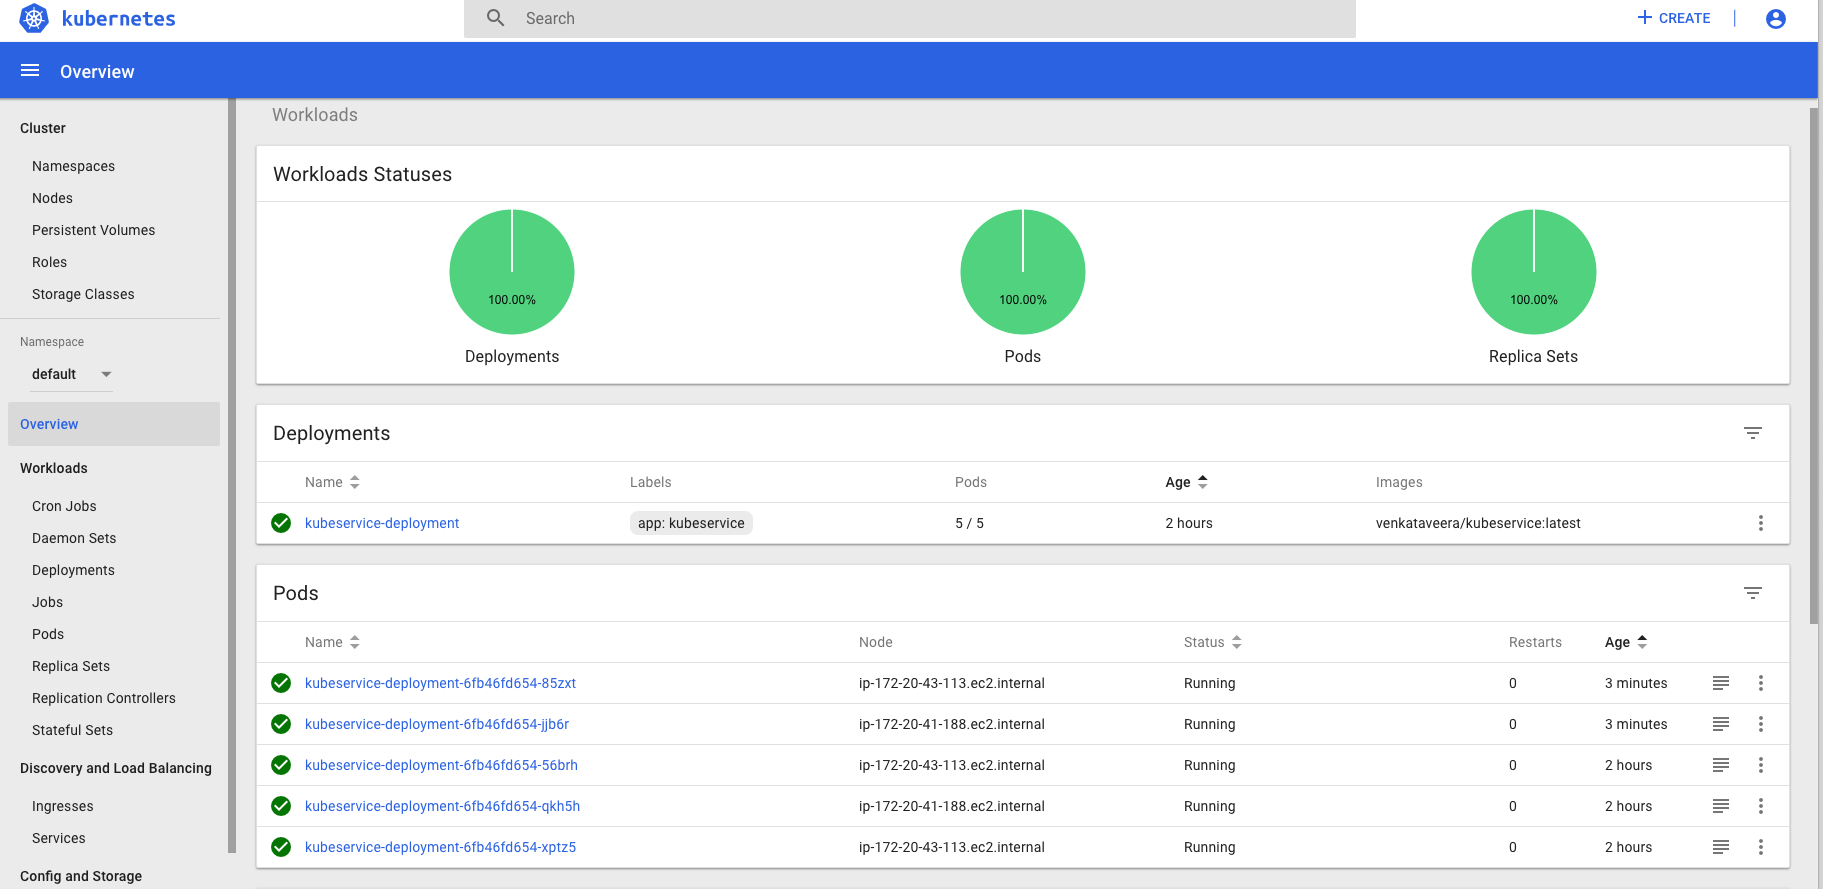 kubernetes
Search
CREATE
Overview
Cluster
Namespaces
Nodes
Persistent Volumes
Roles
Storage Classes
Namespace
default
Overview
Workloads
Cron Jobs
Daemon Sets
Deployments
Jobs
Pods
Replica Sets
Replication Controllers
Stateful Sets
Discovery and Load Balancing
Ingresses
Services
Config and Storage
Workloads
Workloads Statuses
100.00% 100.00% 100.00%
Deployments Pods Replica Sets
Deployments
Name Labels Pods Age Images
kubeservice-deployment app: kubeservice 5 / 5 2 hours venkataveera/kubeservice:latest
Pods
Name Node Status Restarts Age
kubeservice-deployment-6fb46fd654-85zxt ip-172-20-43-113.ec2.internal Running 0 3 minutes
kubeservice-deployment-6fb46fd654-jjb6r ip-172-20-41-188.ec2.internal Running 0 3 minutes
kubeservice-deployment-6fb46fd654-56brh ip-172-20-43-113.ec2.internal Running 0 2 hours
kubeservice-deployment-6fb46fd654-qkh5h ip-172-20-41-188.ec2.internal Running 0 2 hours
kubeservice-deployment-6fb46fd654-xptz5 ip-172-20-43-113.ec2.internal Running 0 2 hours